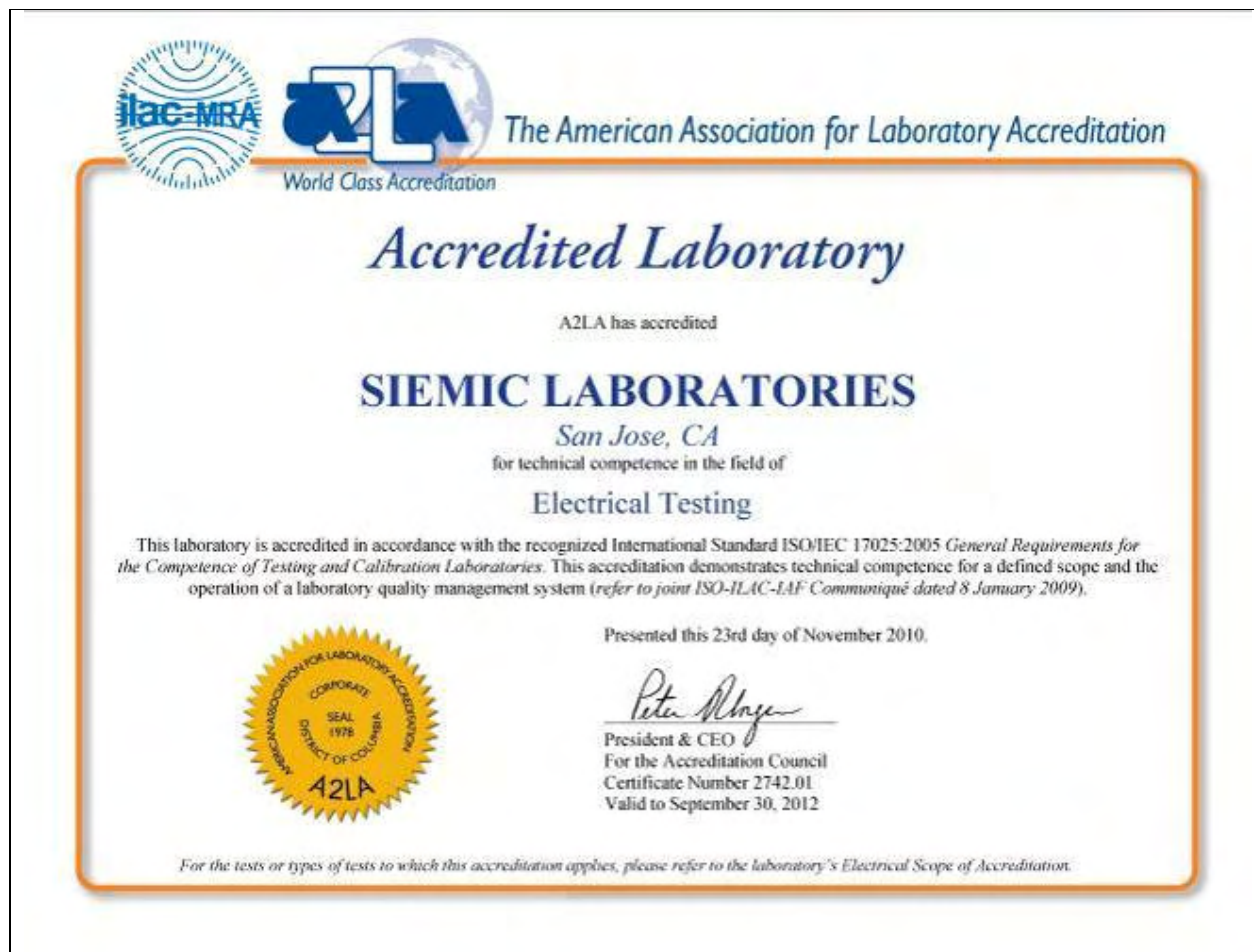 ilac-MRA
a2La
The American Association for Laboratory Accreditation
World Class Accreditation
Accredited Laboratory
A2LA has accredited
SIEMIC LABORATORIES
San Jose, CA
for technical competence in the field of
Electrical Testing
This laboratory is accredited in accordance with the recognized International Standard ISO/IEC 17025:2005 General Requirements for
the Competence of Testing and Calibration Laboratories. This accreditation demonstrates technical competence for a defined scope and the
operation of a laboratory quality management system (refer to joint ISO-ILAC-IAF Communiqué dated 8 January 2009).
Presented this 23rd day of November 2010.
AMERICAN ASSOCIATION FOR LABORATORY ACCREDITATION
CORPORATE
SEAL
1978
DISTRICT OF COLUMBIA
A2LA
President & CEO
For the Accreditation Council
Certificate Number 2742.01
Valid to September 30, 2012
For the tests or types of tests to which this accreditation applies, please refer to the laboratory's Electrical Scope of Accreditation.